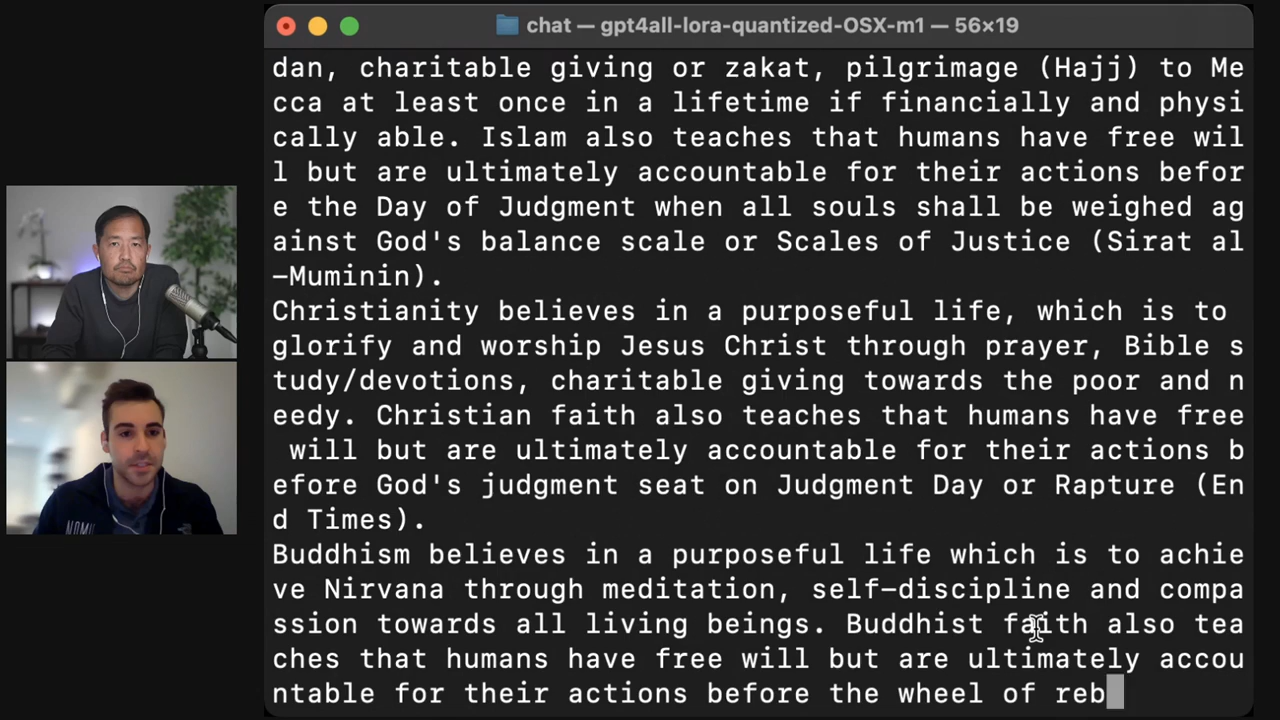 chat — gpt4all-lora-quantized-OSX-m1 — 56×19
dan, charitable giving or zakat, pilgrimage (Hajj) to Me
cca at least once in a lifetime if financially and physi
cally able. Islam also teaches that humans have free wil
l but are ultimately accountable for their actions befor
e the Day of Judgment when all souls shall be weighed ag
ainst God's balance scale or Scales of Justice (Sirat al
-Muminin).
Christianity believes in a purposeful life, which is to
glorify and worship Jesus Christ through prayer, Bible s
tudy/devotions, charitable giving towards the poor and n
eedy. Christian faith also teaches that humans have free
 will but are ultimately accountable for their actions b
efore God's judgment seat on Judgment Day or Rapture (En
d Times).
Buddhism believes in a purposeful life which is to achie
ve Nirvana through meditation, self-discipline and compa
ssion towards all living beings. Buddhist faith also tea
ches that humans have free will but are ultimately accou
ntable for their actions before the wheel of reb